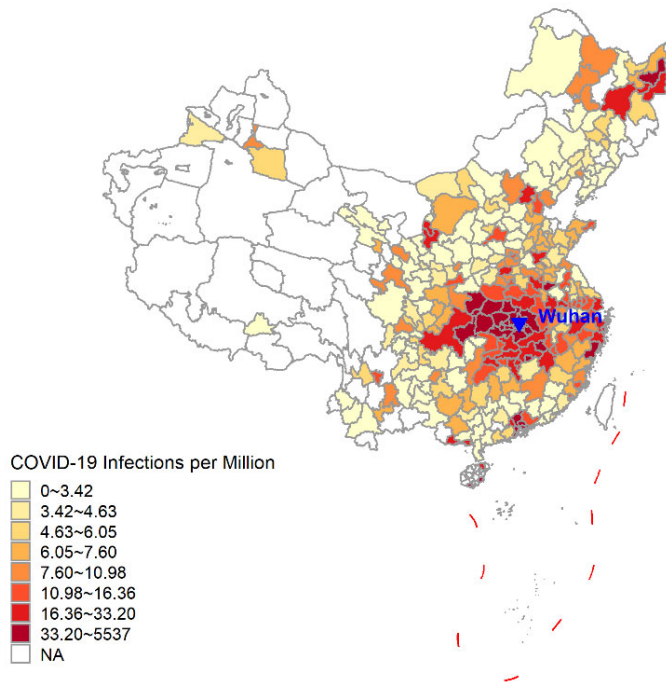 Wuhan
COVID-19 Infections per Million
0~3.42
3.42~4.63
4.63~6.05
6.05~7.60
7.60~10.98
10.98~16.36
16.36~33.20
33.20~5537
NA